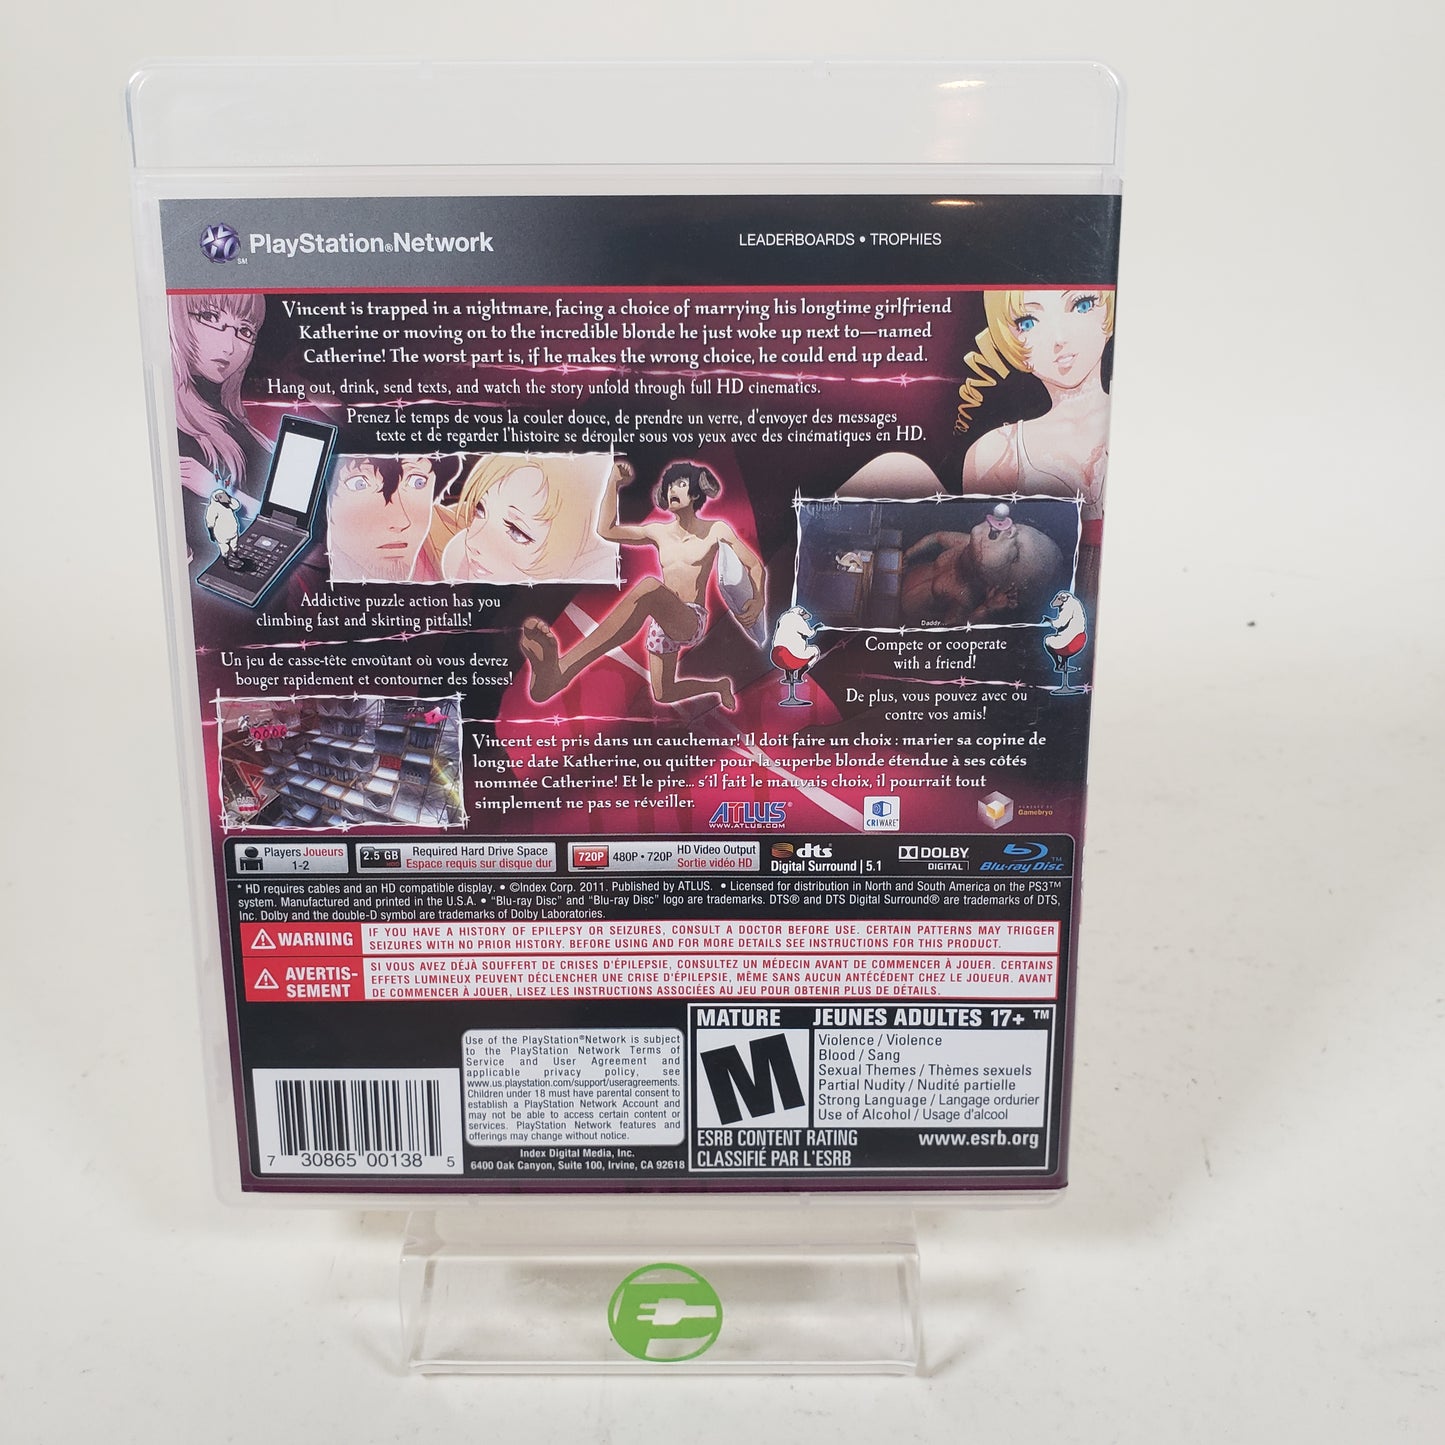 PlayStation®Network
SM
LEADERBOARDS • TROPHIES
Vincent is trapped in a nightmare, facing a choice of marrying his longtime girlfriend
Katherine or moving on to the incredible blonde he just woke up next to—named
Catherine! The worst part is, if he makes the wrong choice, he could end up dead.
Hang out, drink, send texts, and watch the story unfold through full HD cinematics.
Prenez le temps de vous la couler douce, de prendre un verre, d'envoyer des messages
texte et de regarder l'histoire se dérouler sous vos yeux avec des cinématiques en HD.
Addictive puzzle action has you
climbing fast and skirting pitfalls!
Un jeu de casse-tête envoûtant où vous devrez
bouger rapidement et contourner des fosses!
Daddy...
Compete or cooperate
with a friend!
De plus, vous pouvez avec ou
contre vos amis!
Vincent est pris dans un cauchemar! Il doit faire un choix : marier sa copine de
longue date Katherine, ou quitter pour la superbe blonde étendue à ses côtés
nommée Catherine! Et le pire... s'il fait le mauvais choix, il pourrait tout
simplement ne pas se réveiller.
ATLUS®
WWW.ATLUS.COM
CRIWARE™
POWERED BY
Gamebryo
Players Joueurs
1-2
2.5 GB
Required Hard Drive Space
Espace requis sur disque dur
720P
480P • 720P
HD Video Output
Sortie vidéo HD
dts
Digital Surround | 5.1
DOLBY
DIGITAL
Blu-ray Disc™
* HD requires cables and an HD compatible display. • ©Index Corp. 2011. Published by ATLUS. • Licensed for distribution in North and South America on the PS3™
system. Manufactured and printed in the U.S.A. • "Blu-ray Disc" and "Blu-ray Disc" logo are trademarks. DTS® and DTS Digital Surround® are trademarks of DTS,
Inc. Dolby and the double-D symbol are trademarks of Dolby Laboratories.
WARNING
IF YOU HAVE A HISTORY OF EPILEPSY OR SEIZURES, CONSULT A DOCTOR BEFORE USE. CERTAIN PATTERNS MAY TRIGGER
SEIZURES WITH NO PRIOR HISTORY. BEFORE USING AND FOR MORE DETAILS SEE INSTRUCTIONS FOR THIS PRODUCT.
AVERTIS-
SEMENT
SI VOUS AVEZ DÉJÀ SOUFFERT DE CRISES D'ÉPILEPSIE, CONSULTEZ UN MÉDECIN AVANT DE COMMENCER À JOUER. CERTAINS
EFFETS LUMINEUX PEUVENT DÉCLENCHER UNE CRISE D'ÉPILEPSIE, MÊME SANS AUCUN ANTÉCÉDENT CHEZ LE JOUEUR. AVANT
DE COMMENCER À JOUER, LISEZ LES INSTRUCTIONS ASSOCIÉES AU JEU POUR OBTENIR PLUS DE DÉTAILS.
7 30865 00138 5
Use of the PlayStation®Network is subject
to the PlayStation Network Terms of
Service and User Agreement and
applicable privacy policy, see
www.us.playstation.com/support/useragreements.
Children under 18 must have parental consent to
establish a PlayStation Network Account and
may not be able to access certain content or
services. PlayStation Network features and
offerings may change without notice.
Index Digital Media, Inc.
6400 Oak Canyon, Suite 100, Irvine, CA 92618
MATURE JEUNES ADULTES 17+ ™
M
Violence / Violence
Blood / Sang
Sexual Themes / Thèmes sexuels
Partial Nudity / Nudité partielle
Strong Language / Langage ordurier
Use of Alcohol / Usage d'alcool
ESRB CONTENT RATING www.esrb.org
CLASSIFIÉ PAR L'ESRB